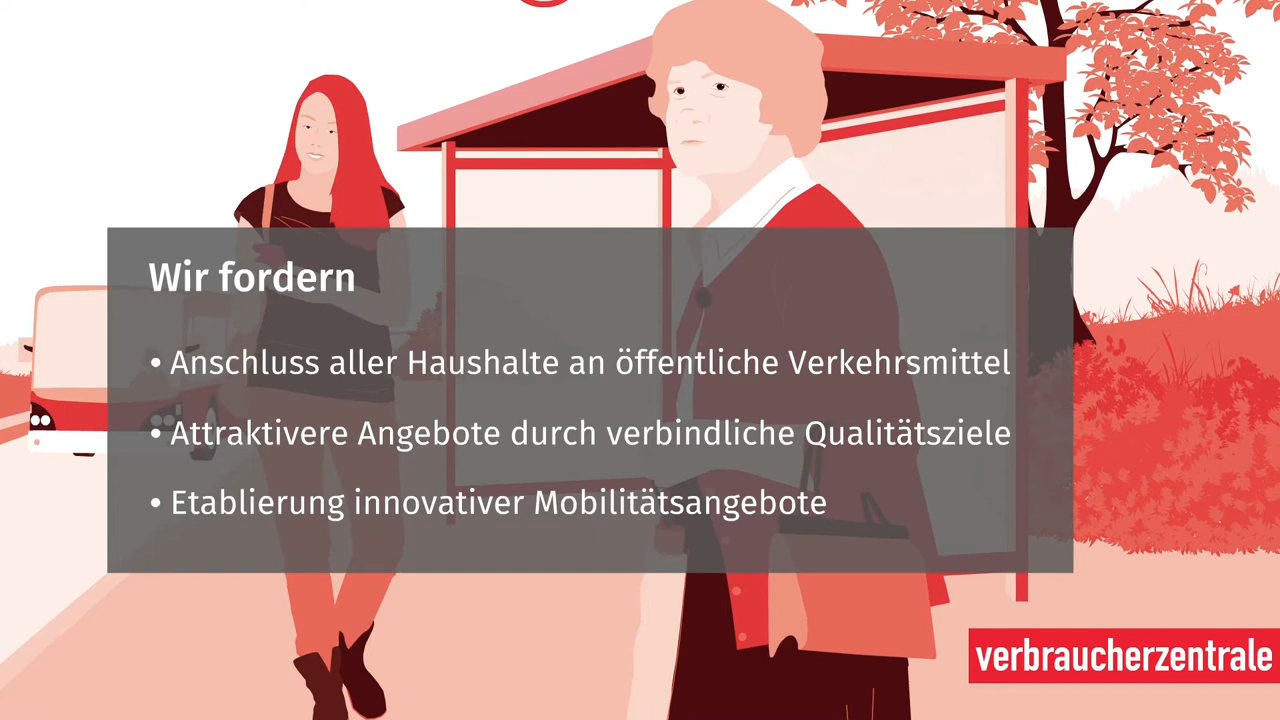 Wir fordern
• Anschluss aller Haushalte an öffentliche Verkehrsmittel
• Attraktivere Angebote durch verbindliche Qualitätsziele
• Etablierung innovativer Mobilitätsangebote
verbraucherzentrale